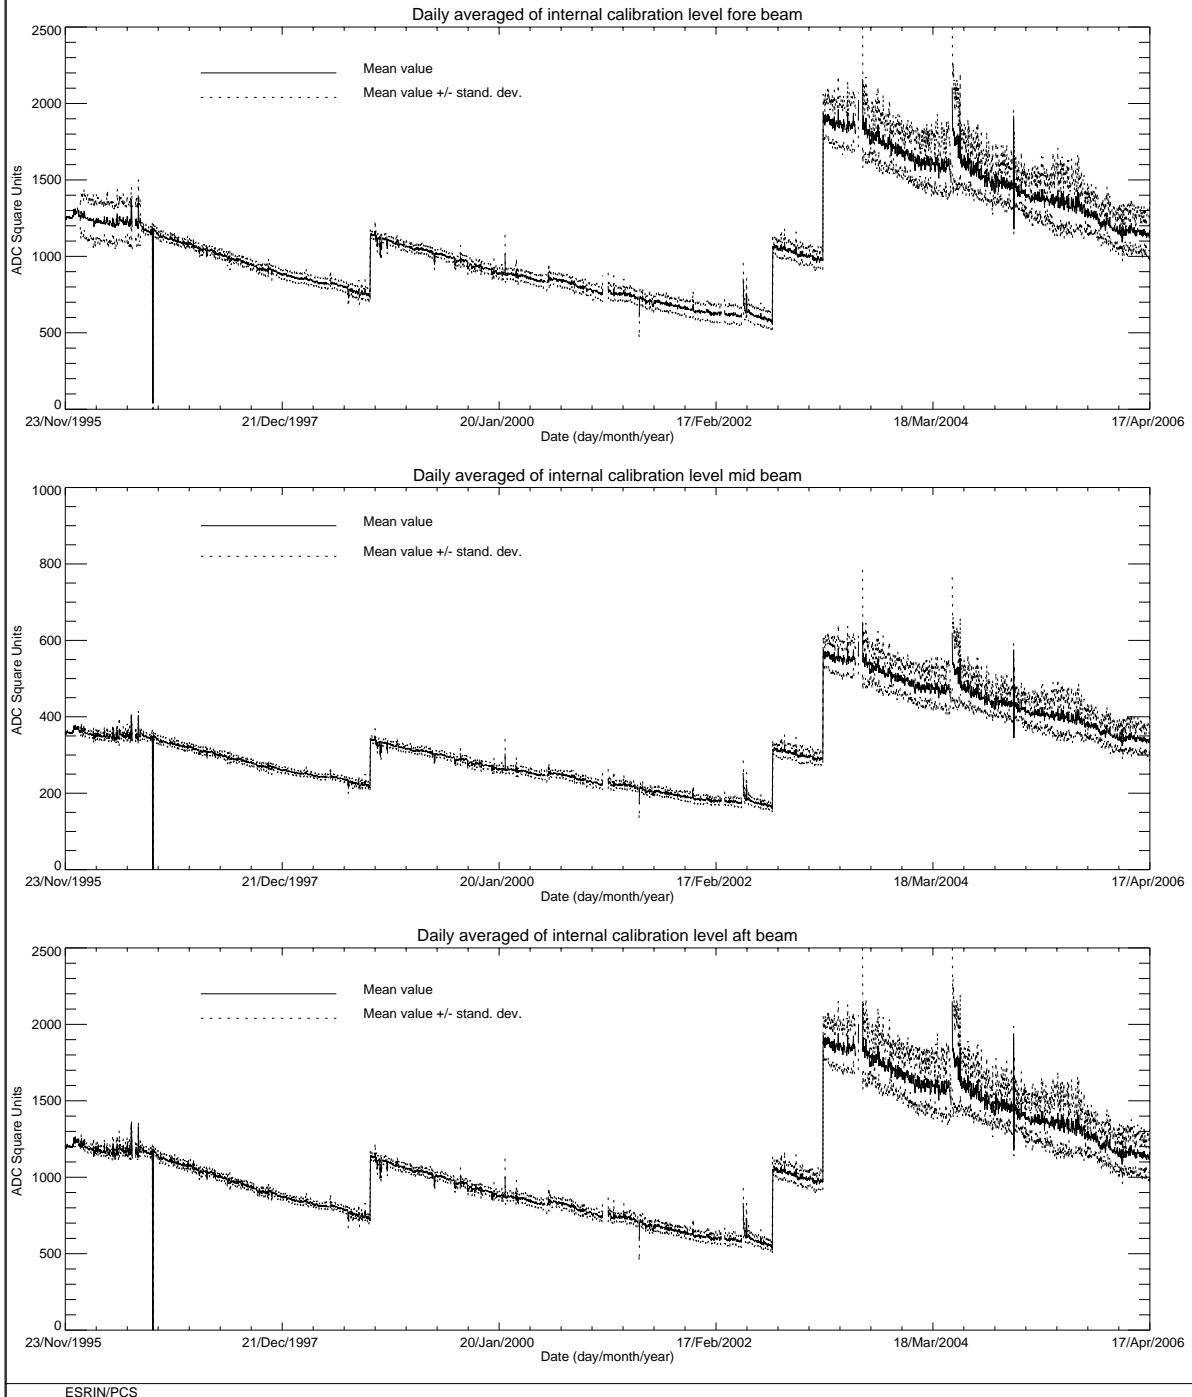 Daily averaged of internal calibration level fore beam
2500
2000
1500
1000
500
0
ADC Square Units
Mean value
Mean value +/- stand. dev.
23/Nov/1995 21/Dec/1997 20/Jan/2000 17/Feb/2002 18/Mar/2004 17/Apr/2006
Date (day/month/year)
Daily averaged of internal calibration level mid beam
1000
800
600
400
200
0
ADC Square Units
Mean value
Mean value +/- stand. dev.
23/Nov/1995 21/Dec/1997 20/Jan/2000 17/Feb/2002 18/Mar/2004 17/Apr/2006
Date (day/month/year)
Daily averaged of internal calibration level aft beam
2500
2000
1500
1000
500
0
ADC Square Units
Mean value
Mean value +/- stand. dev.
23/Nov/1995 21/Dec/1997 20/Jan/2000 17/Feb/2002 18/Mar/2004 17/Apr/2006
Date (day/month/year)
ESRIN/PCS